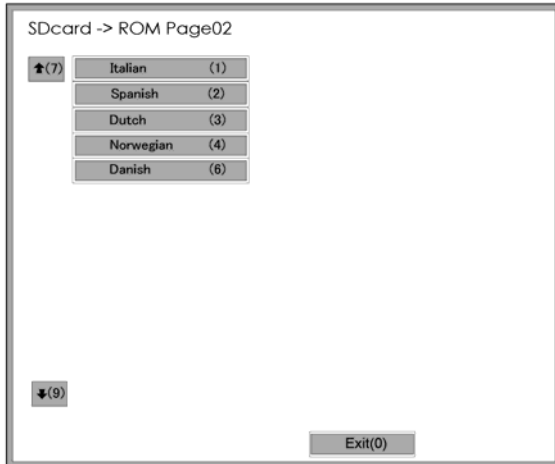 SDcard -> ROM Page02
↑(7)
Italian (1)
Spanish (2)
Dutch (3)
Norwegian (4)
Danish (6)
↓(9)
Exit(0)